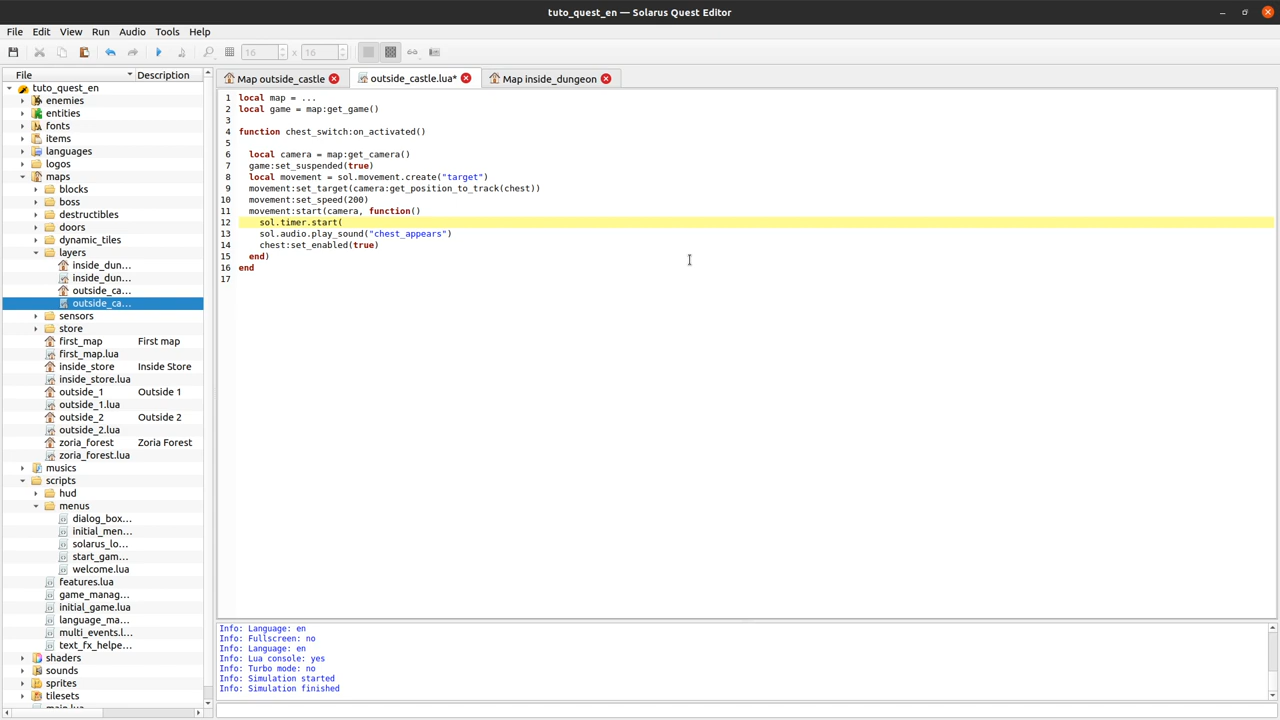 tuto_quest_en — Solarus Quest Editor
File Edit View Run Audio Tools Help
16 x 16
File Description
tuto_quest_en
enemies
entities
fonts
items
languages
logos
maps
blocks
boss
destructibles
doors
dynamic_tiles
layers
inside_dun...
inside_dun...
outside_ca...
outside_ca...
sensors
store
first_map First map
first_map.lua
inside_store Inside Store
inside_store.lua
outside_1 Outside 1
outside_1.lua
outside_2 Outside 2
outside_2.lua
zoria_forest Zoria Forest
zoria_forest.lua
musics
scripts
hud
menus
dialog_box...
initial_men...
solarus_lo...
start_gam...
welcome.lua
features.lua
game_manag...
initial_game.lua
language_ma...
multi_events.l...
text_fx_helpe...
shaders
sounds
sprites
tilesets
main.lua
Map outside_castle outside_castle.lua* Map inside_dungeon
1 local map = ...
2 local game = map:get_game()
3
4 function chest_switch:on_activated()
5
6 local camera = map:get_camera()
7 game:set_suspended(true)
8 local movement = sol.movement.create("target")
9 movement:set_target(camera:get_position_to_track(chest))
10 movement:set_speed(200)
11 movement:start(camera, function()
12 sol.timer.start(
13 sol.audio.play_sound("chest_appears")
14 chest:set_enabled(true)
15 end)
16 end
17
Info: Language: en
Info: Fullscreen: no
Info: Language: en
Info: Lua console: yes
Info: Turbo mode: no
Info: Simulation started
Info: Simulation finished